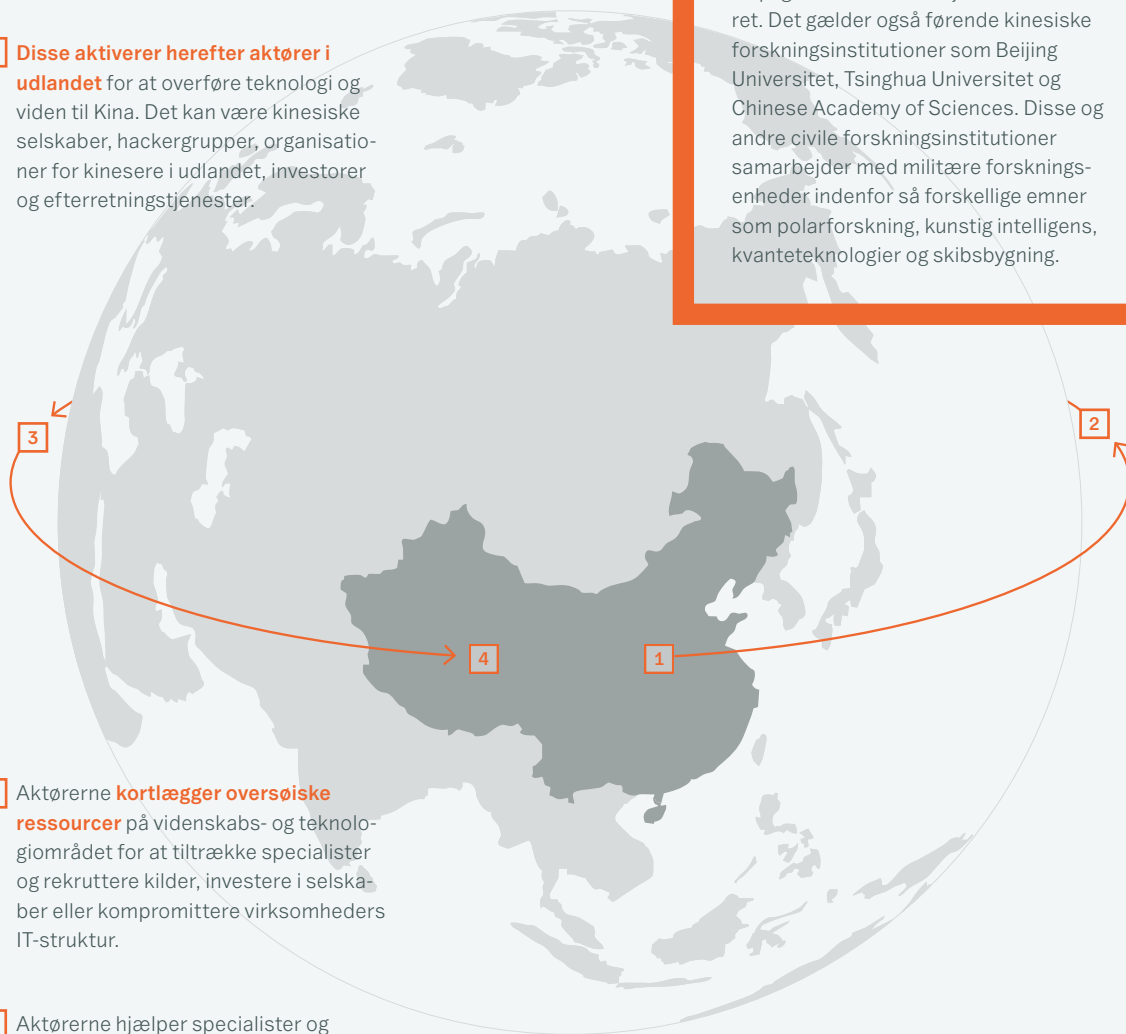 Disse aktiverer herefter aktører i
udlandet for at overføre teknologi og
viden til Kina. Det kan være kinesiske
selskaber, hackergrupper, organisatio-
ner for kinesere i udlandet, investorer
og efterretningstjenester.
ret. Det gælder også førende kinesiske
forskningsinstitutioner som Beijing
Universitet, Tsinghua Universitet og
Chinese Academy of Sciences. Disse og
andre civile forskningsinstitutioner
samarbejder med militære forsknings-
enheder indenfor så forskellige emner
som polarforskning, kunstig intelligens,
kvanteteknologier og skibsbygning.
3
2
4
1
Aktørerne kortlægger oversøiske
ressourcer på videnskabs- og teknolo-
giområdet for at tiltrække specialister
og rekruttere kilder, investere i selska-
ber eller kompromittere virksomheders
IT-struktur.
Aktørerne hjælper specialister og